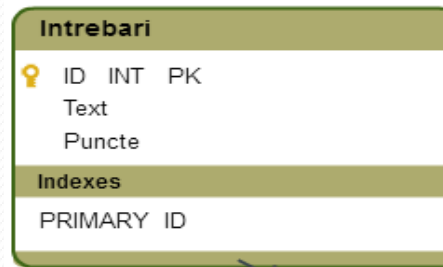 Intrebari
ID INT PK
Text
Puncte
Indexes
PRIMARY ID